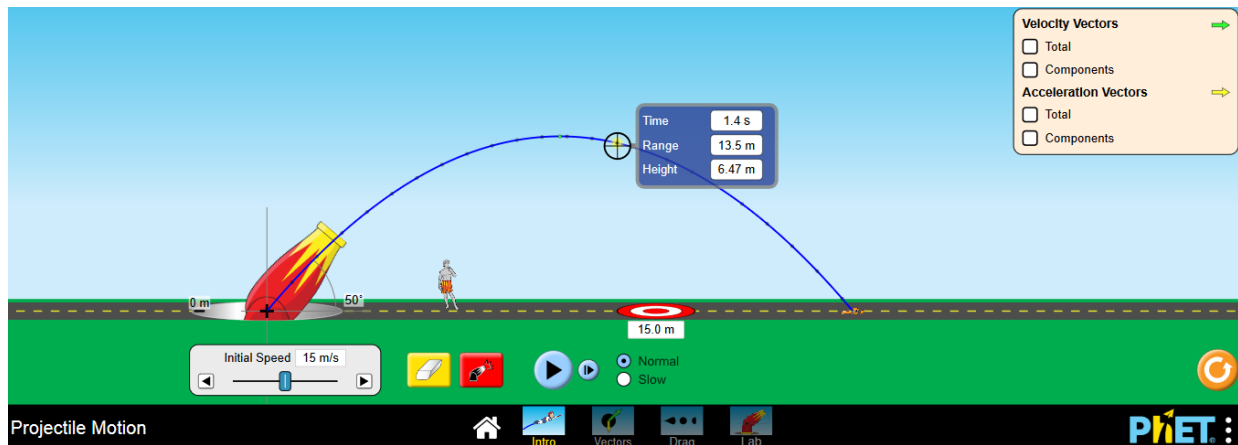 Velocity Vectors
Total
Components
Acceleration Vectors
Total
Components
Time 1.4 s
Range 13.5 m
Height 6.47 m
0 m
50°
15.0 m
Initial Speed 15 m/s
Normal
Slow
Projectile Motion
Intro
Vectors
Drag
Lab
PhET